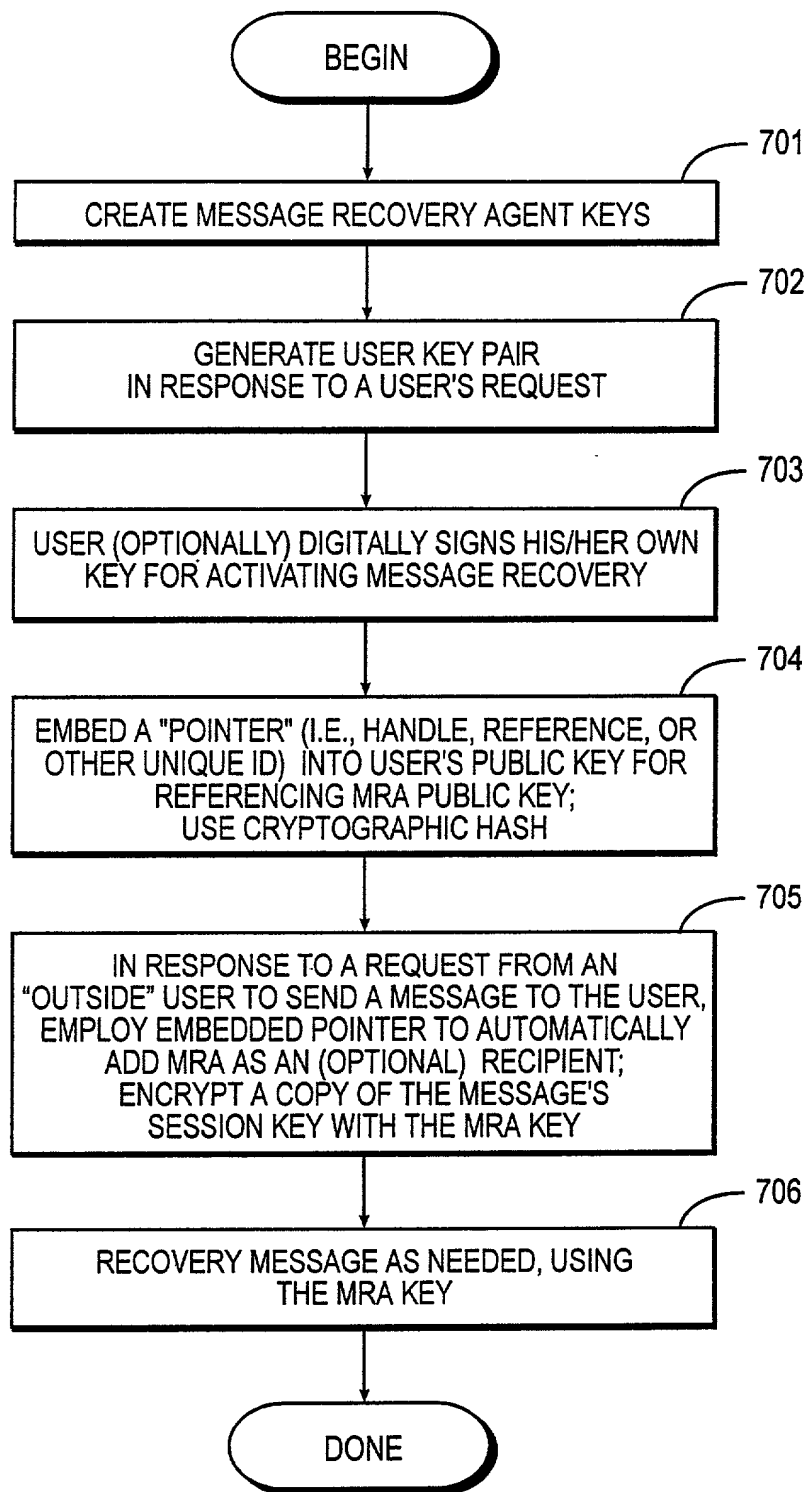 BEGIN
701
CREATE MESSAGE RECOVERY AGENT KEYS
702
GENERATE USER KEY PAIR
IN RESPONSE TO A USER'S REQUEST
703
USER (OPTIONALLY) DIGITALLY SIGNS HIS/HER OWN
KEY FOR ACTIVATING MESSAGE RECOVERY
704
EMBED A "POINTER" (I.E., HANDLE, REFERENCE, OR
OTHER UNIQUE ID) INTO USER'S PUBLIC KEY FOR
REFERENCING MRA PUBLIC KEY;
USE CRYPTOGRAPHIC HASH
705
IN RESPONSE TO A REQUEST FROM AN
“OUTSIDE” USER TO SEND A MESSAGE TO THE USER,
EMPLOY EMBEDDED POINTER TO AUTOMATICALLY
ADD MRA AS AN (OPTIONAL) RECIPIENT;
ENCRYPT A COPY OF THE MESSAGE'S
SESSION KEY WITH THE MRA KEY
706
RECOVERY MESSAGE AS NEEDED, USING
THE MRA KEY
DONE